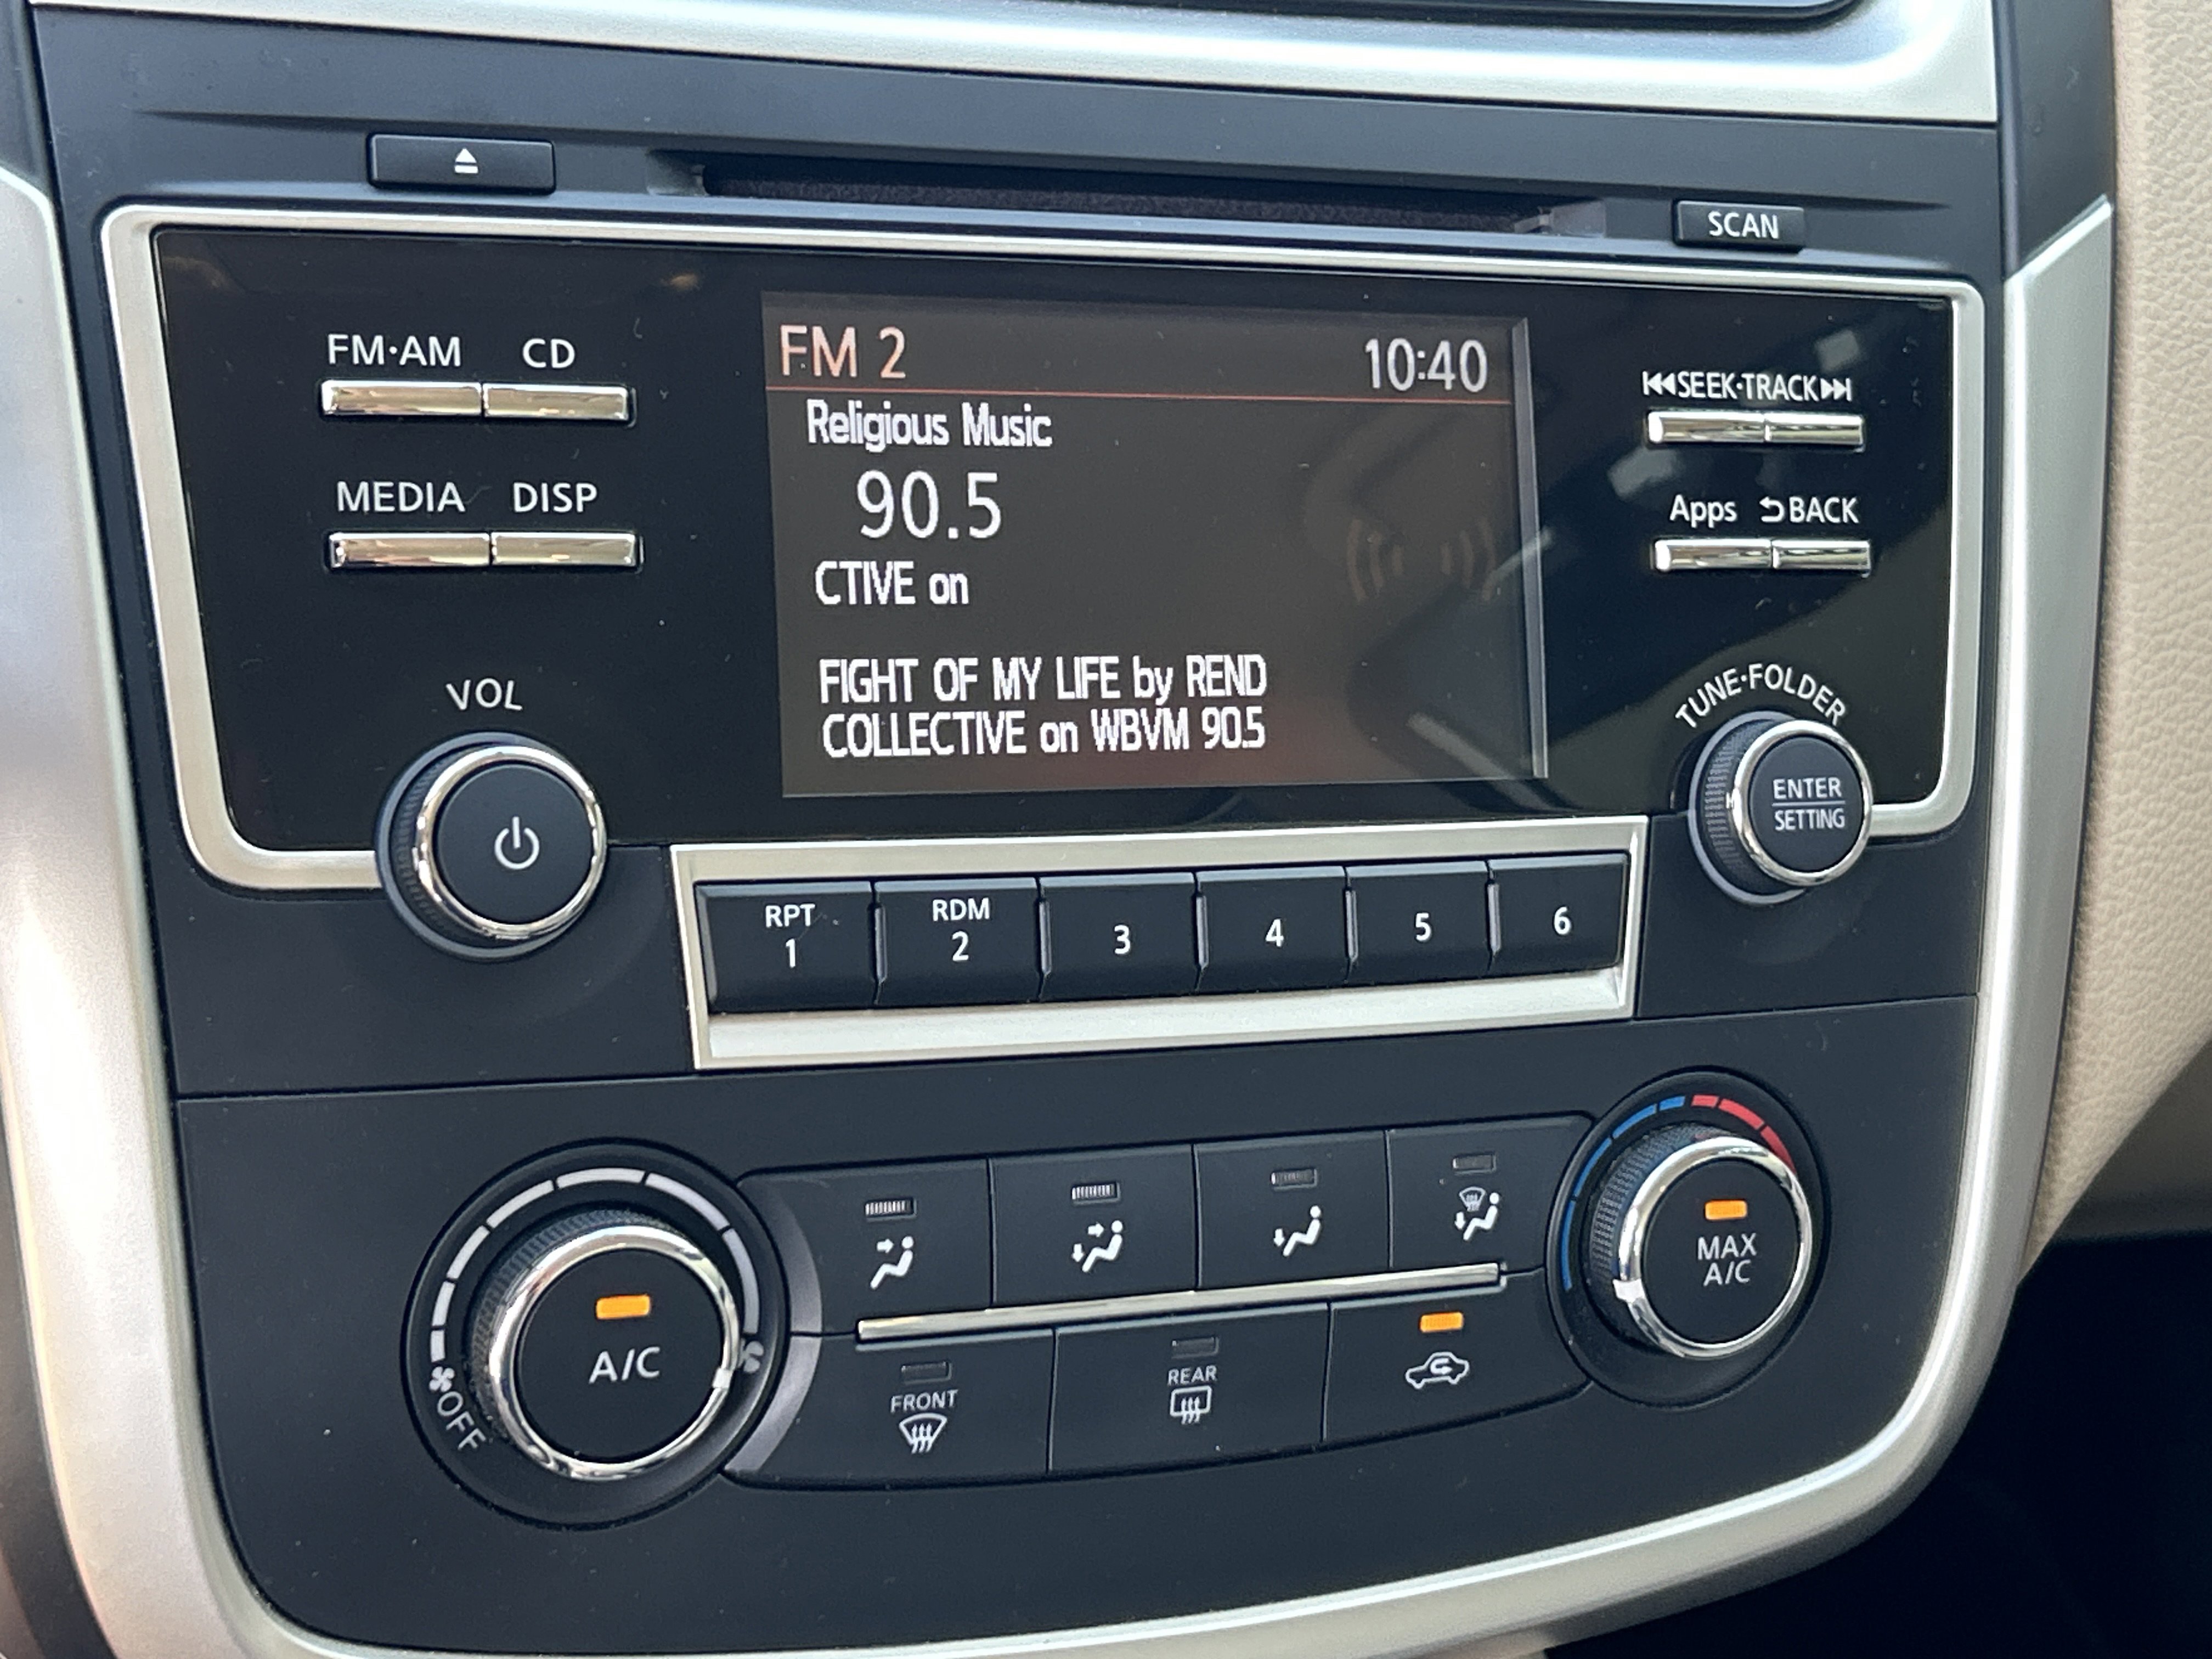 SCAN
FM·AM CD
FM 2 10:40
SEEK·TRACK
Religious Music
90.5
MEDIA DISP
Apps BACK
CTIVE on
FIGHT OF MY LIFE by REND
COLLECTIVE on WBVM 90.5
VOL
TUNE·FOLDER
ENTER
SETTING
RPT
1
RDM
2
3
4
5
6
A/C
OFF
MAX
A/C
FRONT
REAR